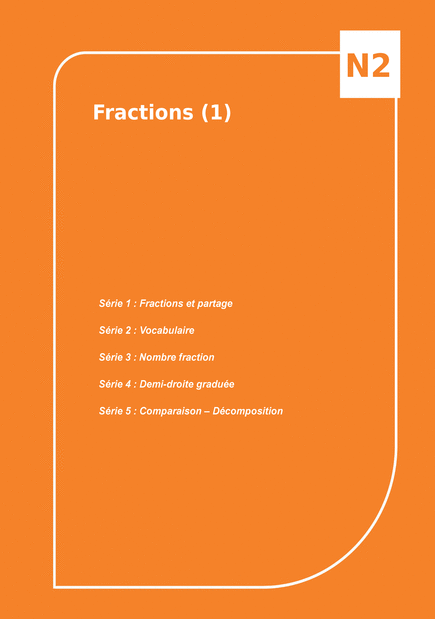 N2
Fractions (1)
Série 1 : Fractions et partage
Série 2 : Vocabulaire
Série 3 : Nombre fraction
Série 4 : Demi-droite graduée
Série 5 : Comparaison – Décomposition